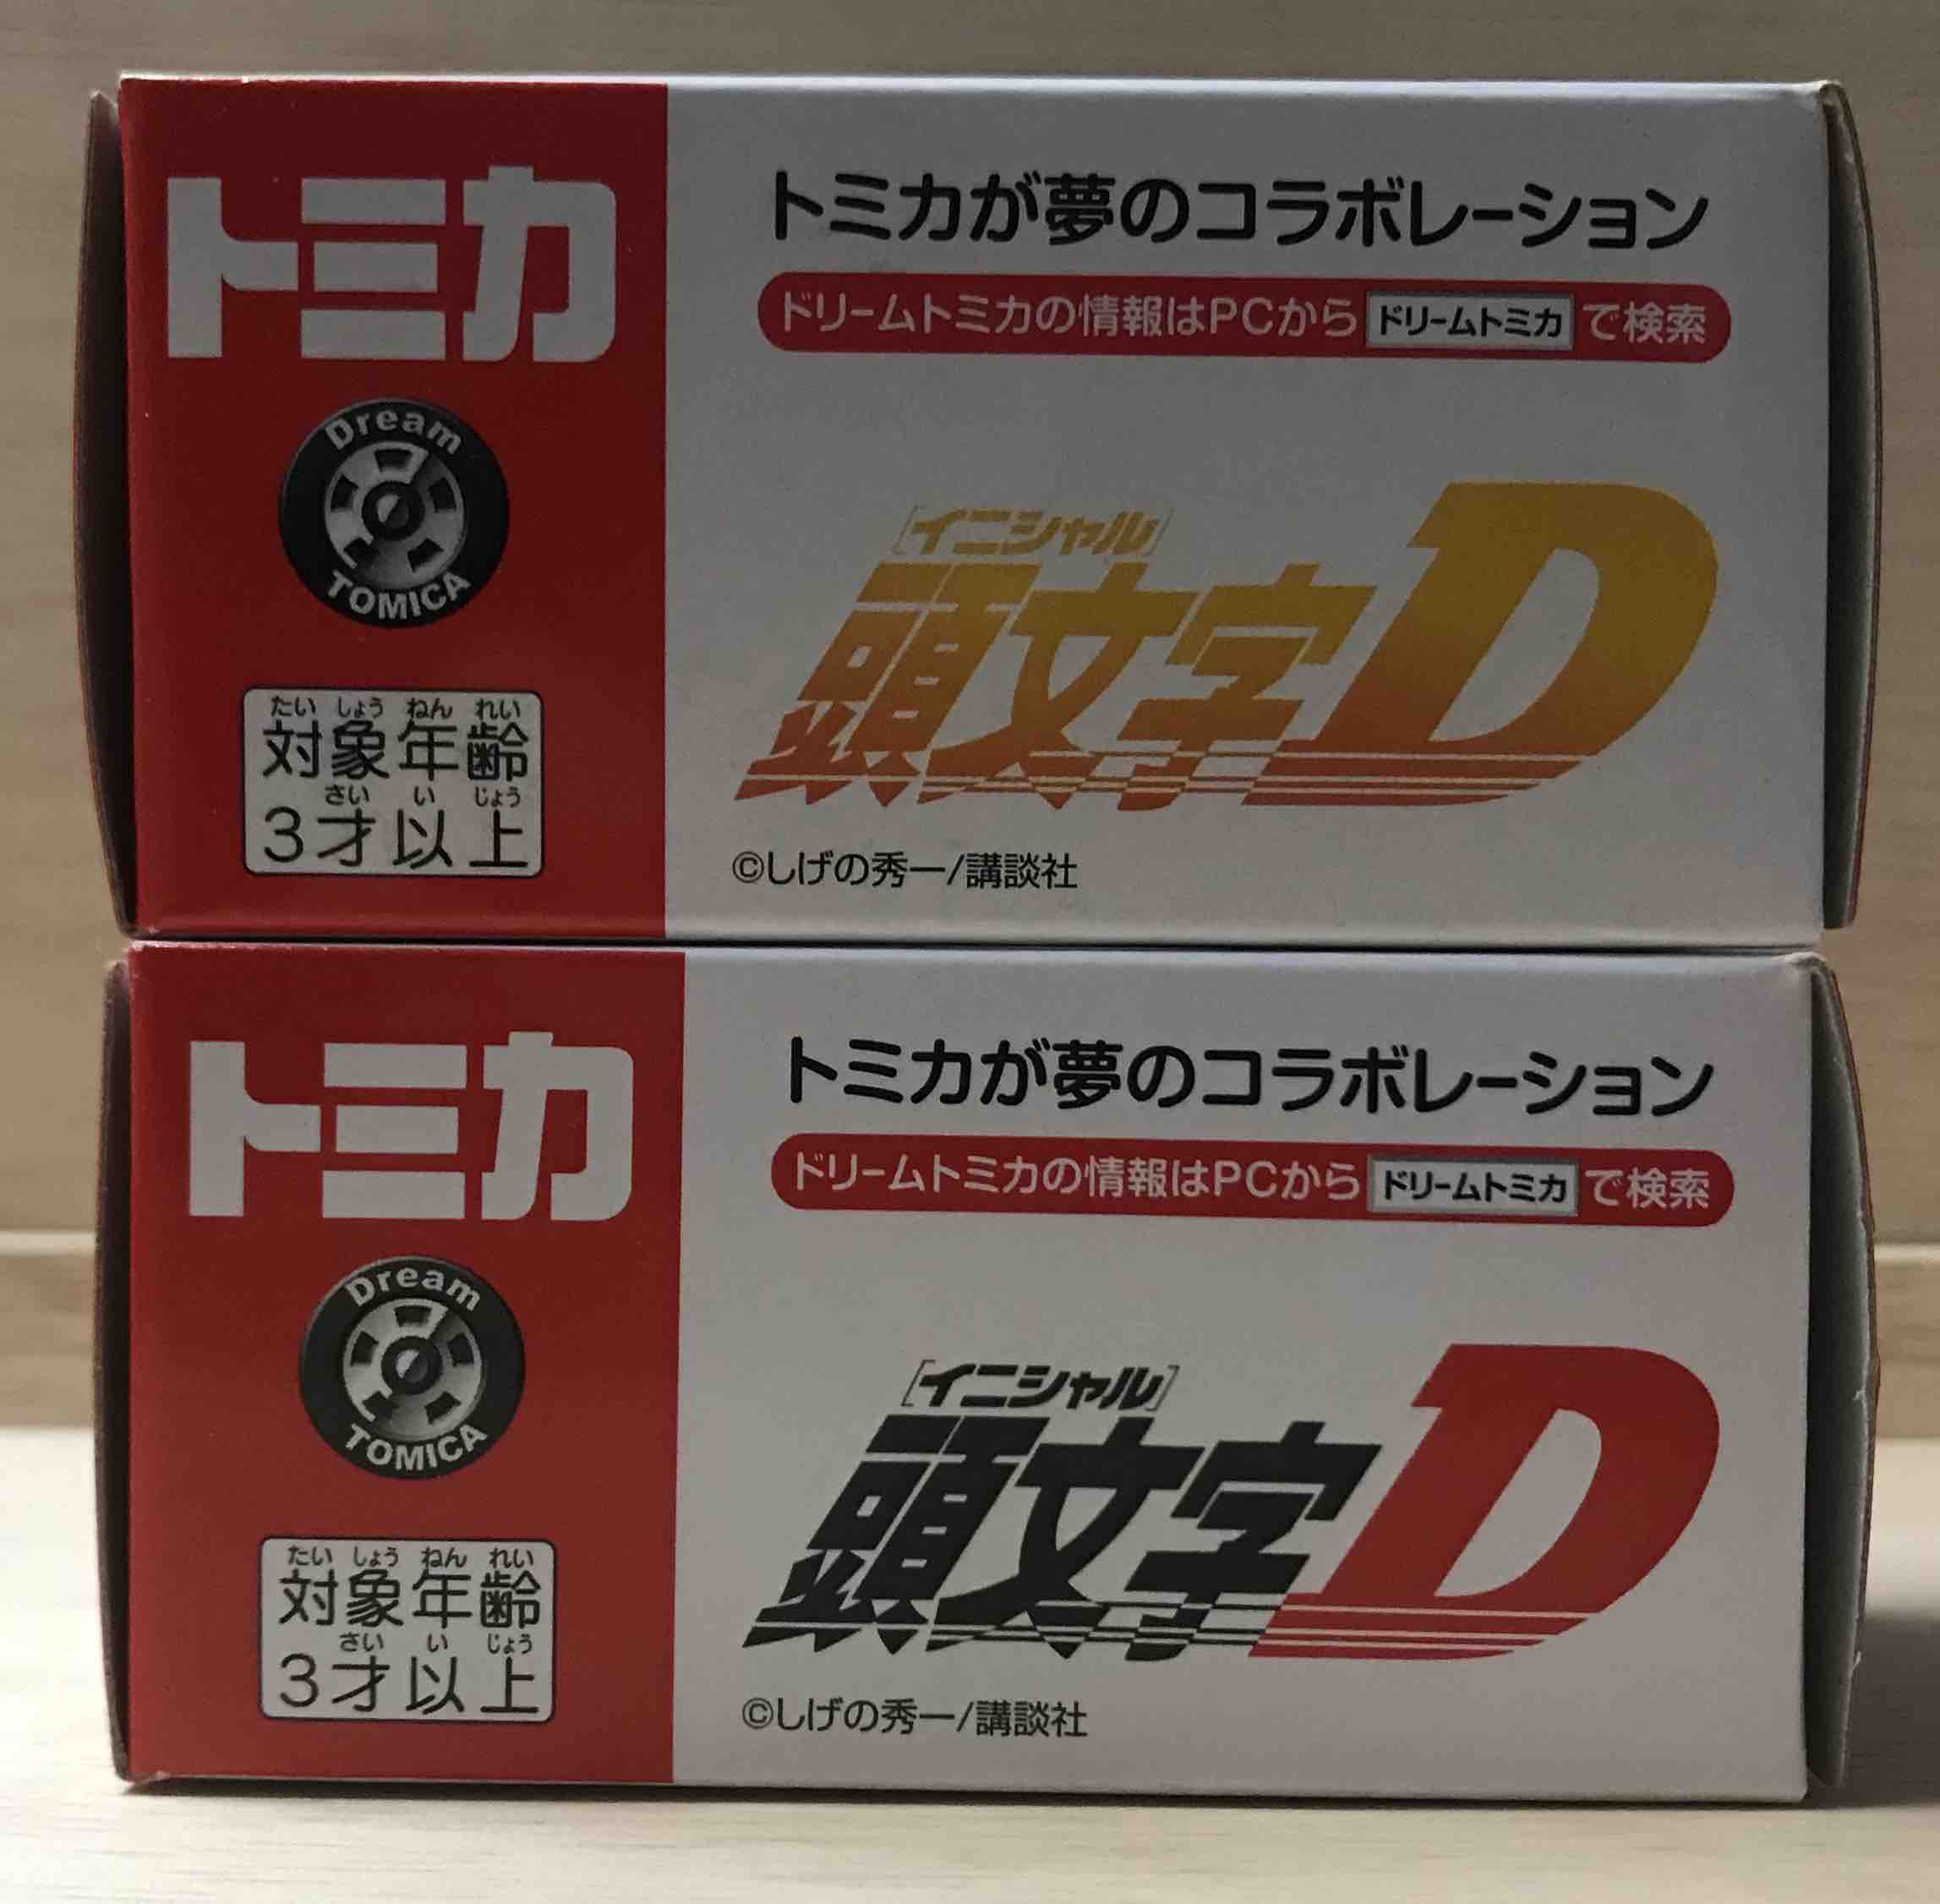 トミカ
Dream
TOMICA
たいしょうねんれい
対象年齢
さいいじょう
3才以上
トミカが夢のコラボレーション
ドリームトミカの情報はPCから ドリームトミカ で検索
[イニシャル]
頭文字D
©しげの秀一/講談社
トミカ
Dream
TOMICA
たいしょうねんれい
対象年齢
さいいじょう
3才以上
トミカが夢のコラボレーション
ドリームトミカの情報はPCから ドリームトミカ で検索
[イニシャル]
頭文字D
©しげの秀一/講談社